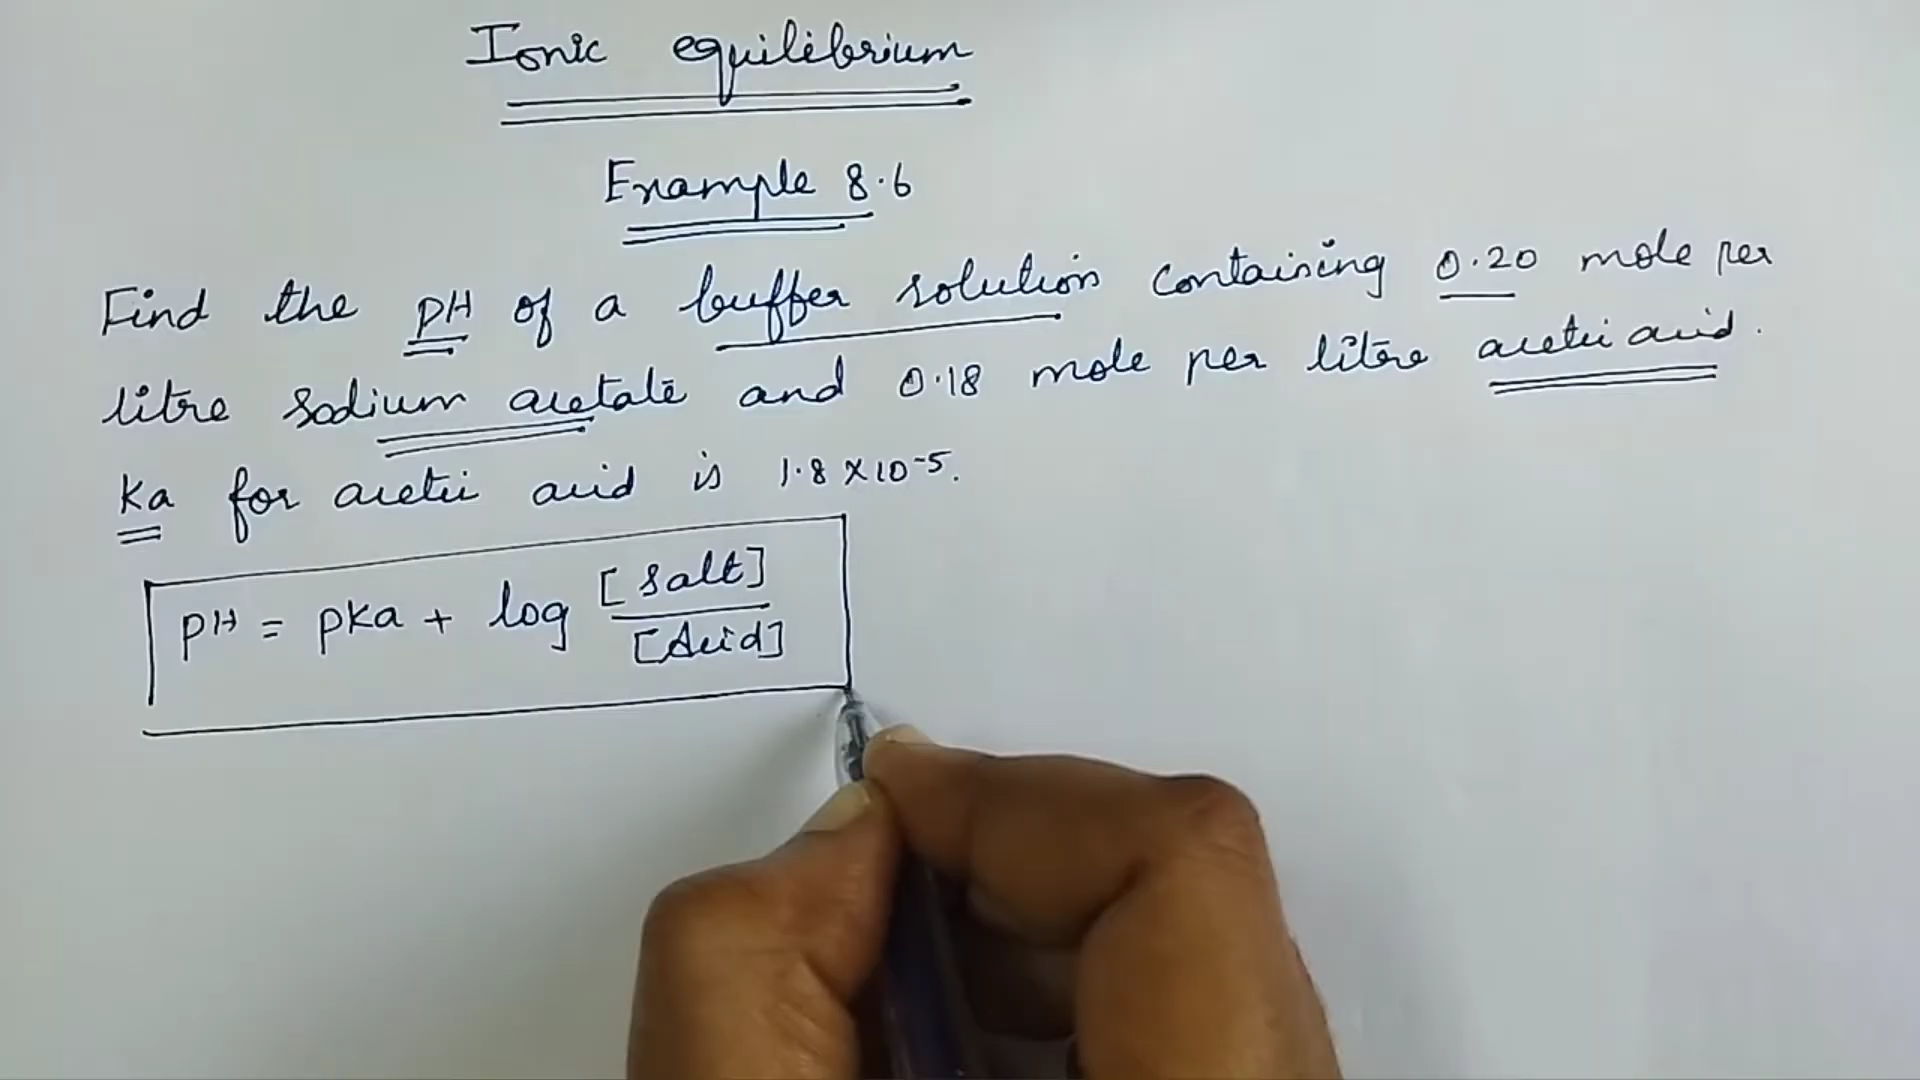 Ionic equilibrium
Example 8.6
Find the pH of a buffer solution containing 0.20 mole per
litre sodium acetate and 0.18 mole per litre acetic acid.
Ka for acetic acid is 1.8 × 10⁻⁵.
pH = pKa + log [Salt]/[Acid]